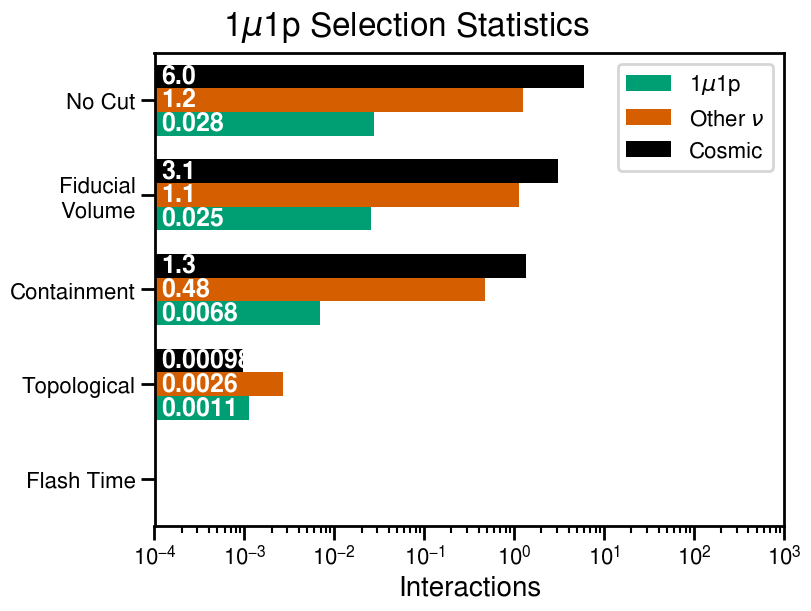 1μ1p Selection Statistics
6.0
No Cut
1.2
0.028
1μ1p
Other ν
Cosmic
3.1
Fiducial
Volume
1.1
0.025
1.3
Containment
0.48
0.0068
0.00098
Topological
0.0026
0.0011
Flash Time
10⁻⁴ 10⁻³ 10⁻² 10⁻¹ 10⁰ 10¹ 10² 10³
Interactions